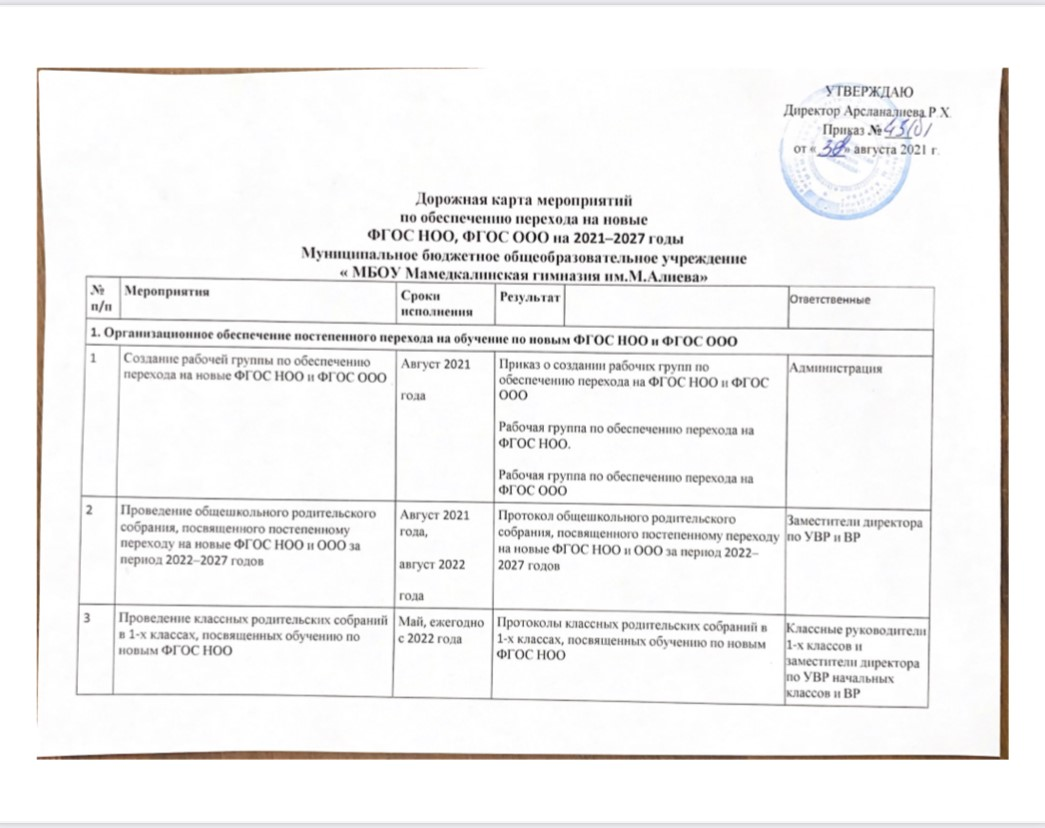 УТВЕРЖДАЮ
Директор Арсланалиева Р.Х.
Приказ №
от « » августа 2021 г.
Дорожная карта мероприятий
по обеспечению перехода на новые
ФГОС НОО, ФГОС ООО на 2021–2027 годы
Муниципальное бюджетное общеобразовательное учреждение
« МБОУ Мамедкалинская гимназия им.М.Алиева»
№ п/п Мероприятия Сроки исполнения Результат Ответственные
1. Организационное обеспечение постепенного перехода на обучение по новым ФГОС НОО и ФГОС ООО
1
Создание рабочей группы по обеспечению
перехода на новые ФГОС НОО и ФГОС ООО
Август 2021
года
Приказ о создании рабочих групп по
обеспечению перехода на ФГОС НОО и ФГОС
ООО
Рабочая группа по обеспечению перехода на
ФГОС НОО.
Рабочая группа по обеспечению перехода на
ФГОС ООО
Администрация
2
Проведение общешкольного родительского
собрания, посвященного постепенному
переходу на новые ФГОС НОО и ООО за
период 2022–2027 годов
Август 2021
года,
август 2022
года
Протокол общешкольного родительского
собрания, посвященного постепенному переходу
на новые ФГОС НОО и ООО за период 2022–
2027 годов
Заместители директора
по УВР и ВР
3
Проведение классных родительских собраний
в 1-х классах, посвященных обучению по
новым ФГОС НОО
Май, ежегодно
с 2022 года
Протоколы классных родительских собраний в
1-х классах, посвященных обучению по новым
ФГОС НОО
Классные руководители
1-х классов и
заместители директора
по УВР начальных
классов и ВР